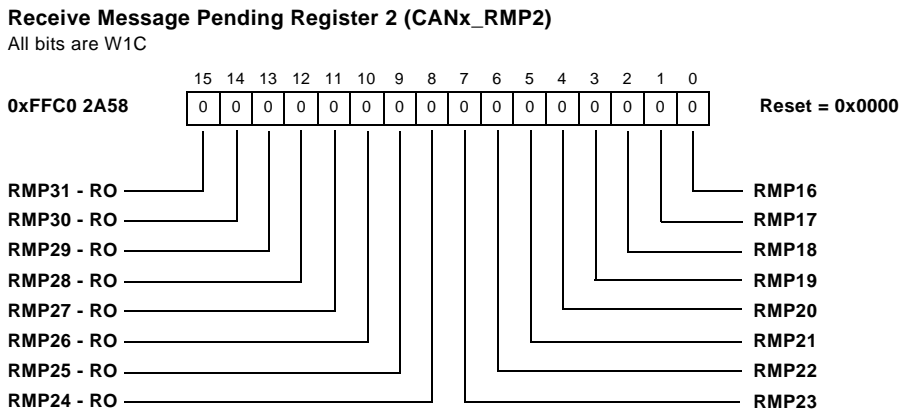 Receive Message Pending Register 2 (CANx_RMP2)
All bits are W1C
15 14 13 12 11 10 9 8 7 6 5 4 3 2 1 0
0xFFC0 2A58 0 0 0 0 0 0 0 0 0 0 0 0 0 0 0 0 Reset = 0x0000
RMP31 - RO RMP16
RMP30 - RO RMP17
RMP29 - RO RMP18
RMP28 - RO RMP19
RMP27 - RO RMP20
RMP26 - RO RMP21
RMP25 - RO RMP22
RMP24 - RO RMP23